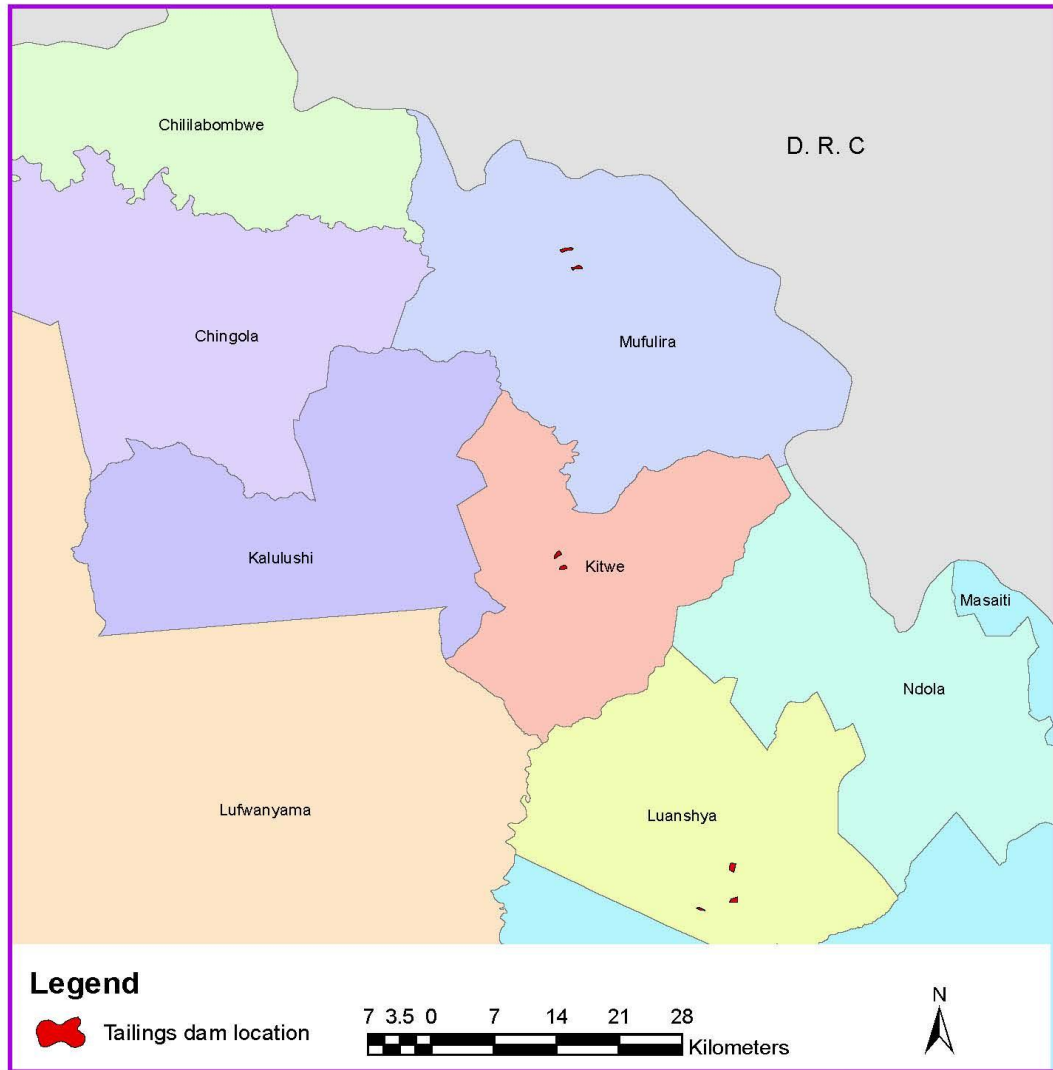 Chililabombwe
D. R. C
Chingola
Mufulira
Kalulushi
Kitwe
Masaiti
Ndola
Lufwanyama
Luanshya
Legend
Tailings dam location
7 3.5 0 7 14 21 28
Kilometers
N